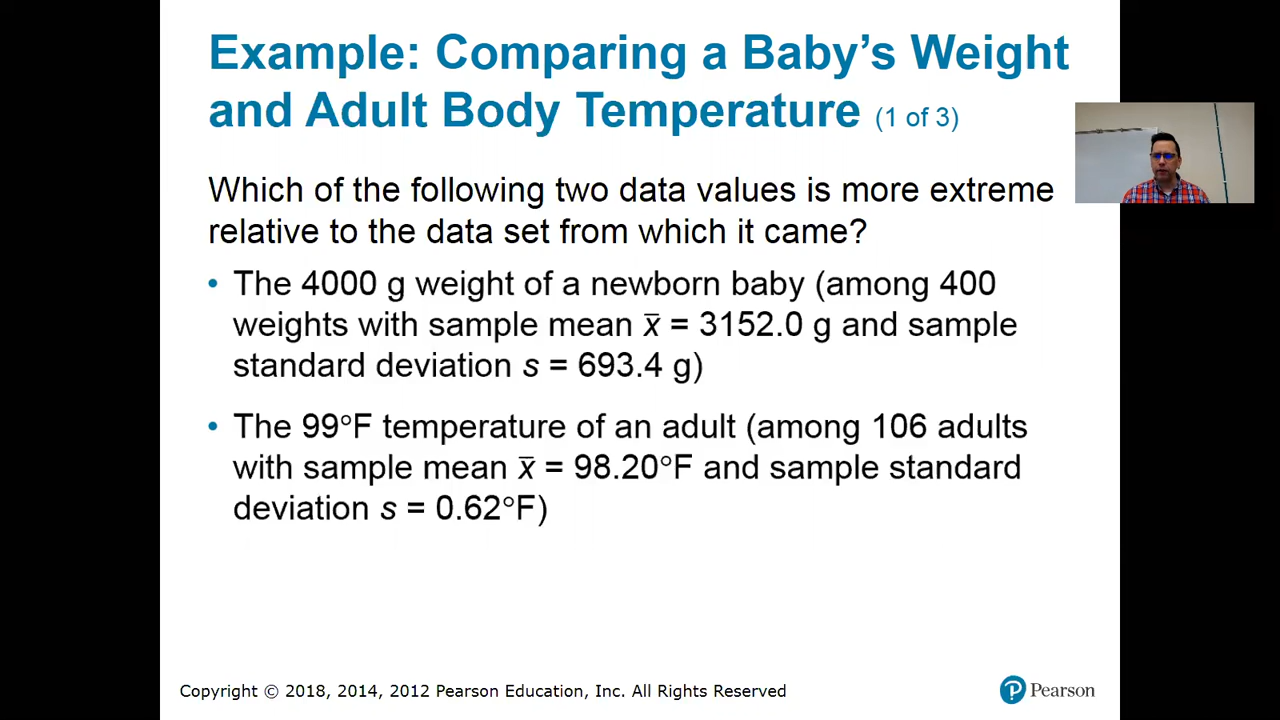 Example: Comparing a Baby’s Weight
and Adult Body Temperature (1 of 3)
Which of the following two data values is more extreme
relative to the data set from which it came?
• The 4000 g weight of a newborn baby (among 400
weights with sample mean x̅ = 3152.0 g and sample
standard deviation s = 693.4 g)
• The 99°F temperature of an adult (among 106 adults
with sample mean x̅ = 98.20°F and sample standard
deviation s = 0.62°F)
Copyright © 2018, 2014, 2012 Pearson Education, Inc. All Rights Reserved
P Pearson